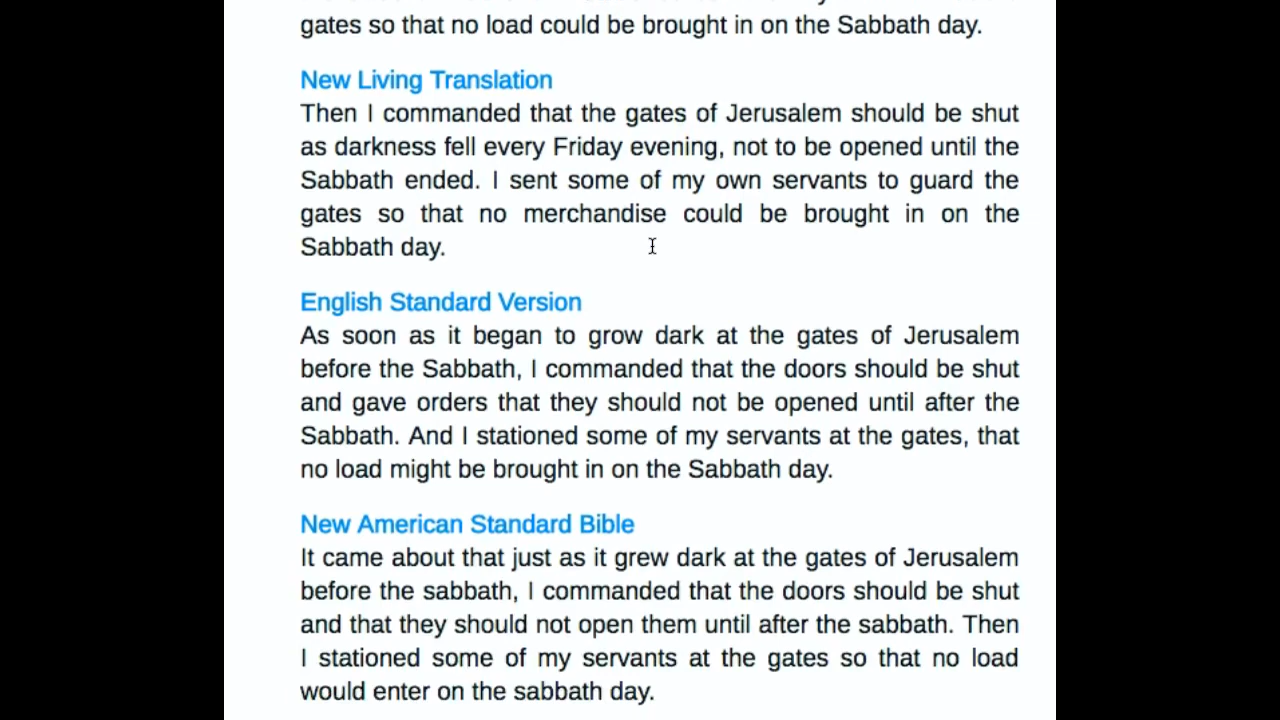 gates so that no load could be brought in on the Sabbath day.
New Living Translation
Then I commanded that the gates of Jerusalem should be shut
as darkness fell every Friday evening, not to be opened until the
Sabbath ended. I sent some of my own servants to guard the
gates so that no merchandise could be brought in on the
Sabbath day.
English Standard Version
As soon as it began to grow dark at the gates of Jerusalem
before the Sabbath, I commanded that the doors should be shut
and gave orders that they should not be opened until after the
Sabbath. And I stationed some of my servants at the gates, that
no load might be brought in on the Sabbath day.
New American Standard Bible
It came about that just as it grew dark at the gates of Jerusalem
before the sabbath, I commanded that the doors should be shut
and that they should not open them until after the sabbath. Then
I stationed some of my servants at the gates so that no load
would enter on the sabbath day.